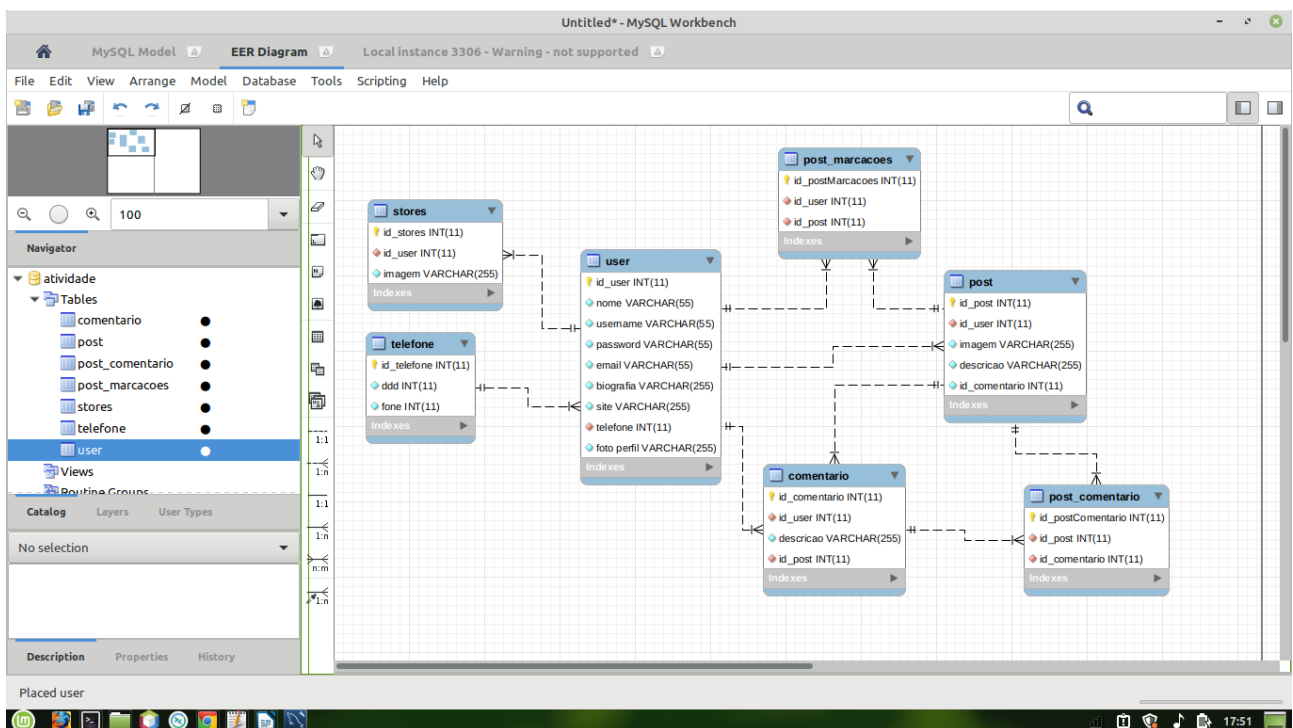 Untitled* - MySQL Workbench
MySQL Model
EER Diagram
Local instance 3306 - Warning - not supported
File Edit View Arrange Model Database Tools Scripting Help
100
Navigator
atividade
Tables
comentario
post
post_comentario
post_marcacoes
stores
telefone
user
Views
Routine Groups
Catalog Layers User Types
No selection
Description Properties History
Placed user
1:1
1:n
1:1
1:n
n:m
1:n
stores
id_stores INT(11)
id_user INT(11)
imagem VARCHAR(255)
Indexes
telefone
id_telefone INT(11)
ddd INT(11)
fone INT(11)
Indexes
user
id_user INT(11)
nome VARCHAR(55)
username VARCHAR(55)
password VARCHAR(55)
email VARCHAR(55)
biografia VARCHAR(255)
site VARCHAR(255)
telefone INT(11)
foto perfil VARCHAR(255)
Indexes
post_marcacoes
id_postMarcacoes INT(11)
id_user INT(11)
id_post INT(11)
Indexes
post
id_post INT(11)
id_user INT(11)
imagem VARCHAR(255)
descricao VARCHAR(255)
id_comentario INT(11)
Indexes
comentario
id_comentario INT(11)
id_user INT(11)
descricao VARCHAR(255)
id_post INT(11)
Indexes
post_comentario
id_postComentario INT(11)
id_post INT(11)
id_comentario INT(11)
Indexes
17:51